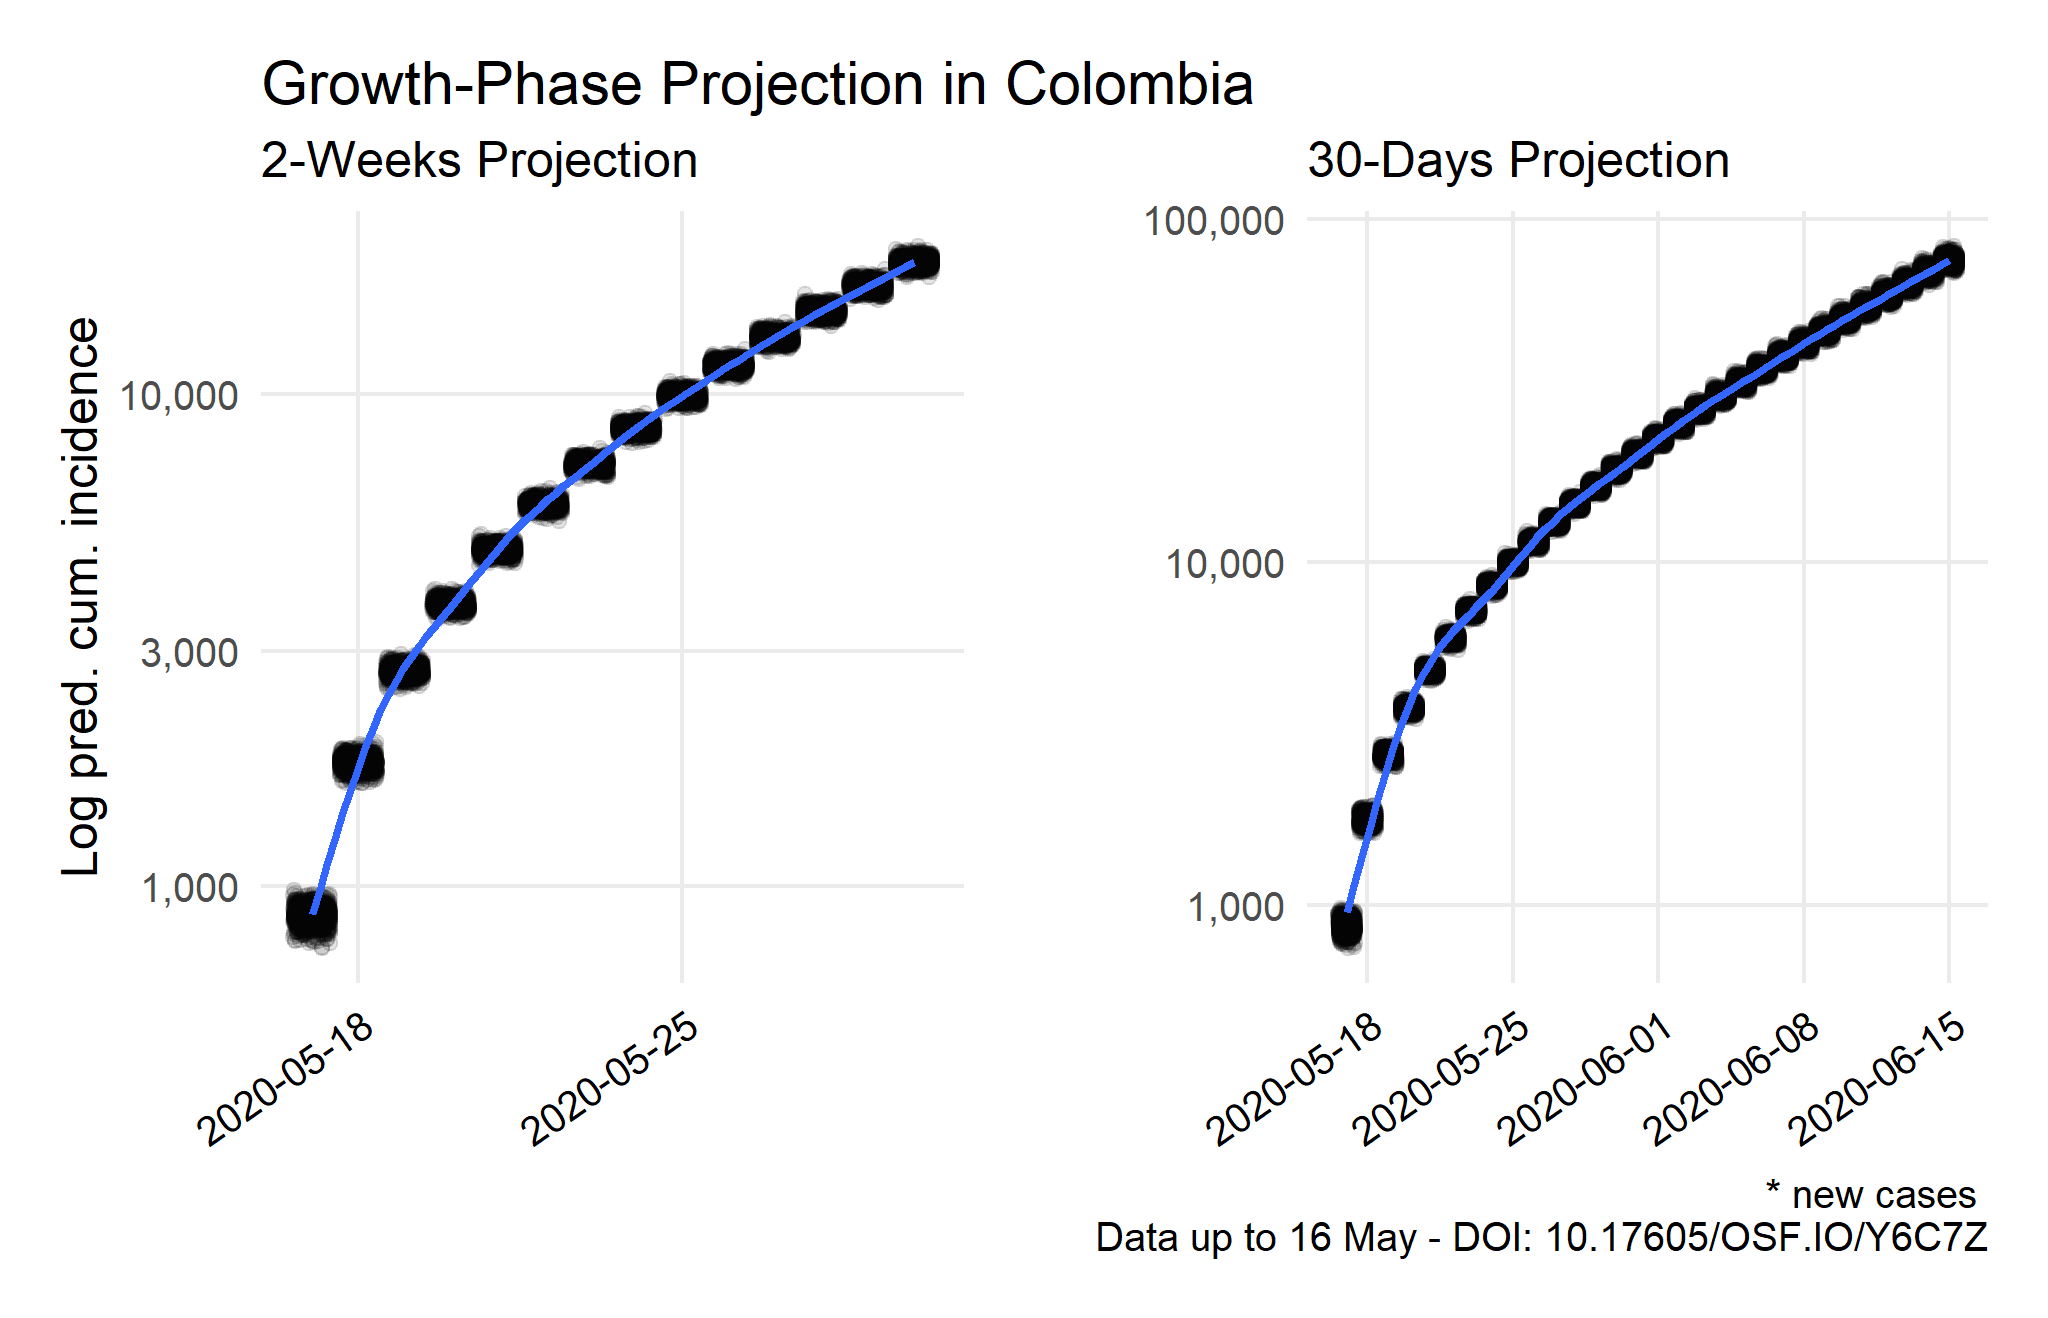 Growth-Phase Projection in Colombia
2-Weeks Projection
Log pred. cum. incidence
10,000
3,000
1,000
2020-05-18
2020-05-25
30-Days Projection
100,000
10,000
1,000
2020-05-18
2020-05-25
2020-06-01
2020-06-08
2020-06-15
* new cases
Data up to 16 May - DOI: 10.17605/OSF.IO/Y6C7Z